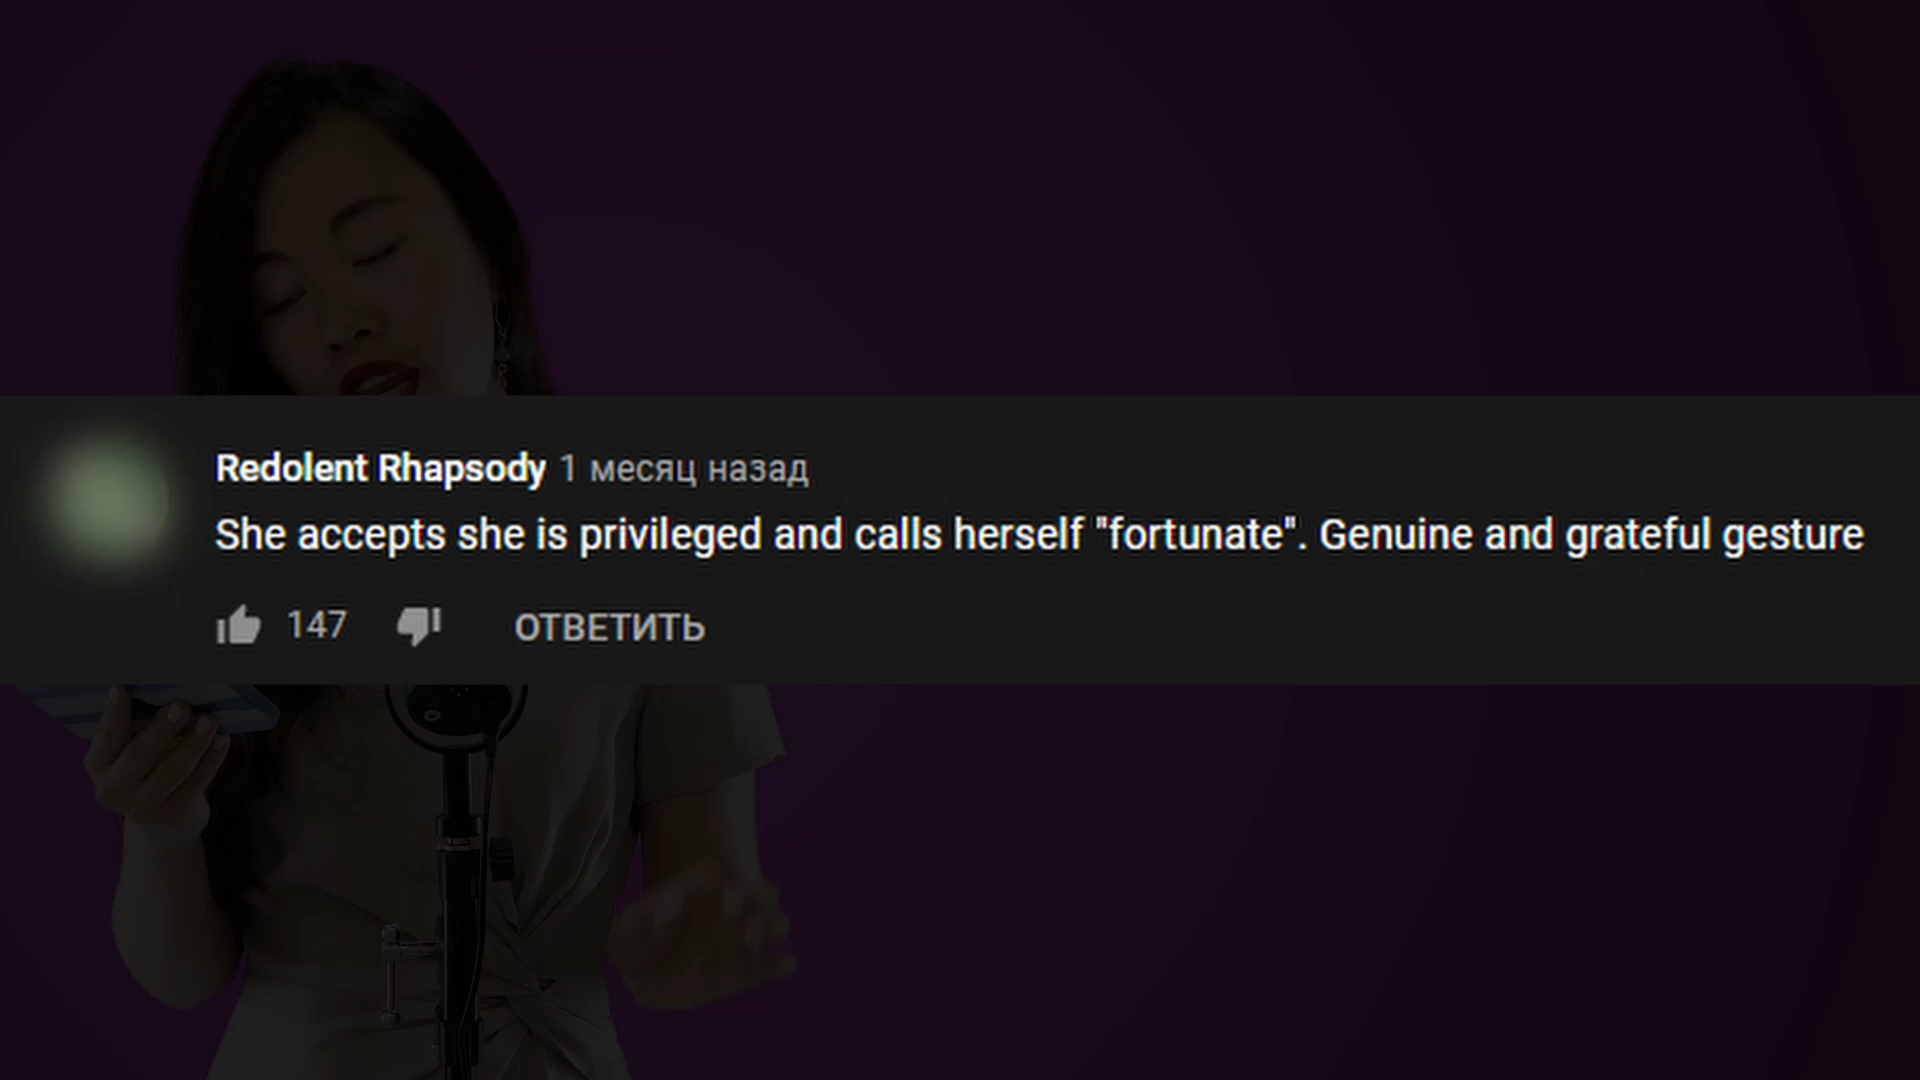 Redolent Rhapsody 1 месяц назад
She accepts she is privileged and calls herself "fortunate". Genuine and grateful gesture
147 ОТВЕТИТЬ